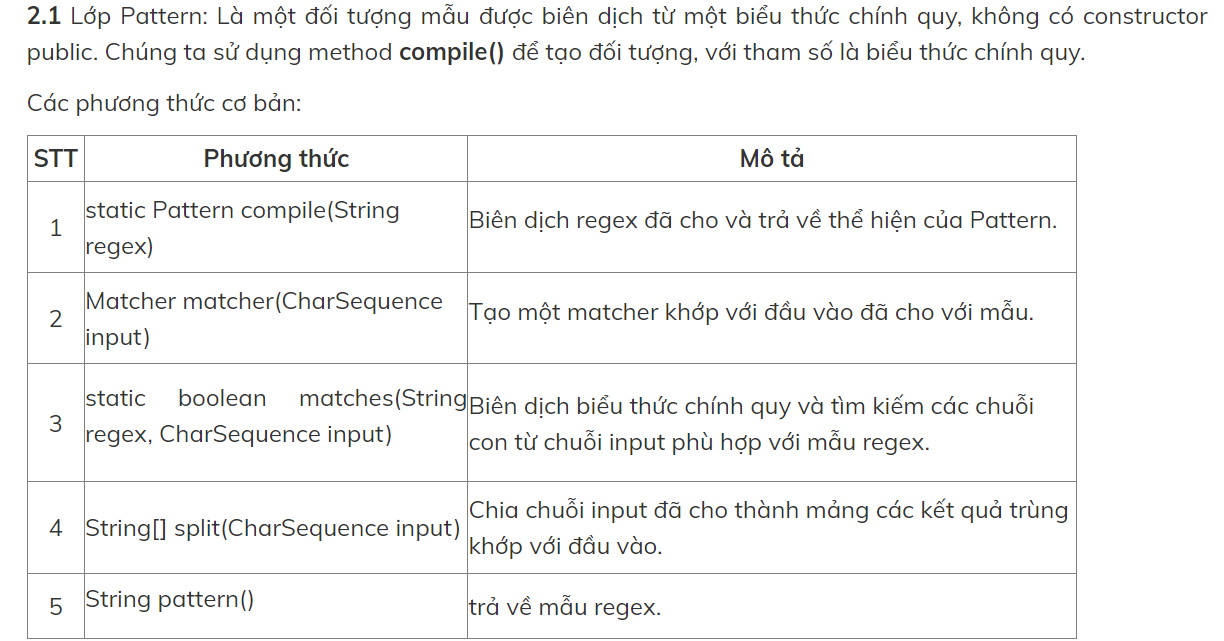 2.1 Lớp Pattern: Là một đối tượng mẫu được biên dịch từ một biểu thức chính quy, không có constructor
public. Chúng ta sử dụng method compile() để tạo đối tượng, với tham số là biểu thức chính quy.
Các phương thức cơ bản:
STT Phương thức Mô tả
1 static Pattern compile(String
regex)
Biên dịch regex đã cho và trả về thể hiện của Pattern.
2 Matcher matcher(CharSequence
input)
Tạo một matcher khớp với đầu vào đã cho với mẫu.
3 static boolean matches(String
regex, CharSequence input)
Biên dịch biểu thức chính quy và tìm kiếm các chuỗi
con từ chuỗi input phù hợp với mẫu regex.
4 String[] split(CharSequence input)
Chia chuỗi input đã cho thành mảng các kết quả trùng
khớp với đầu vào.
5 String pattern()
trả về mẫu regex.